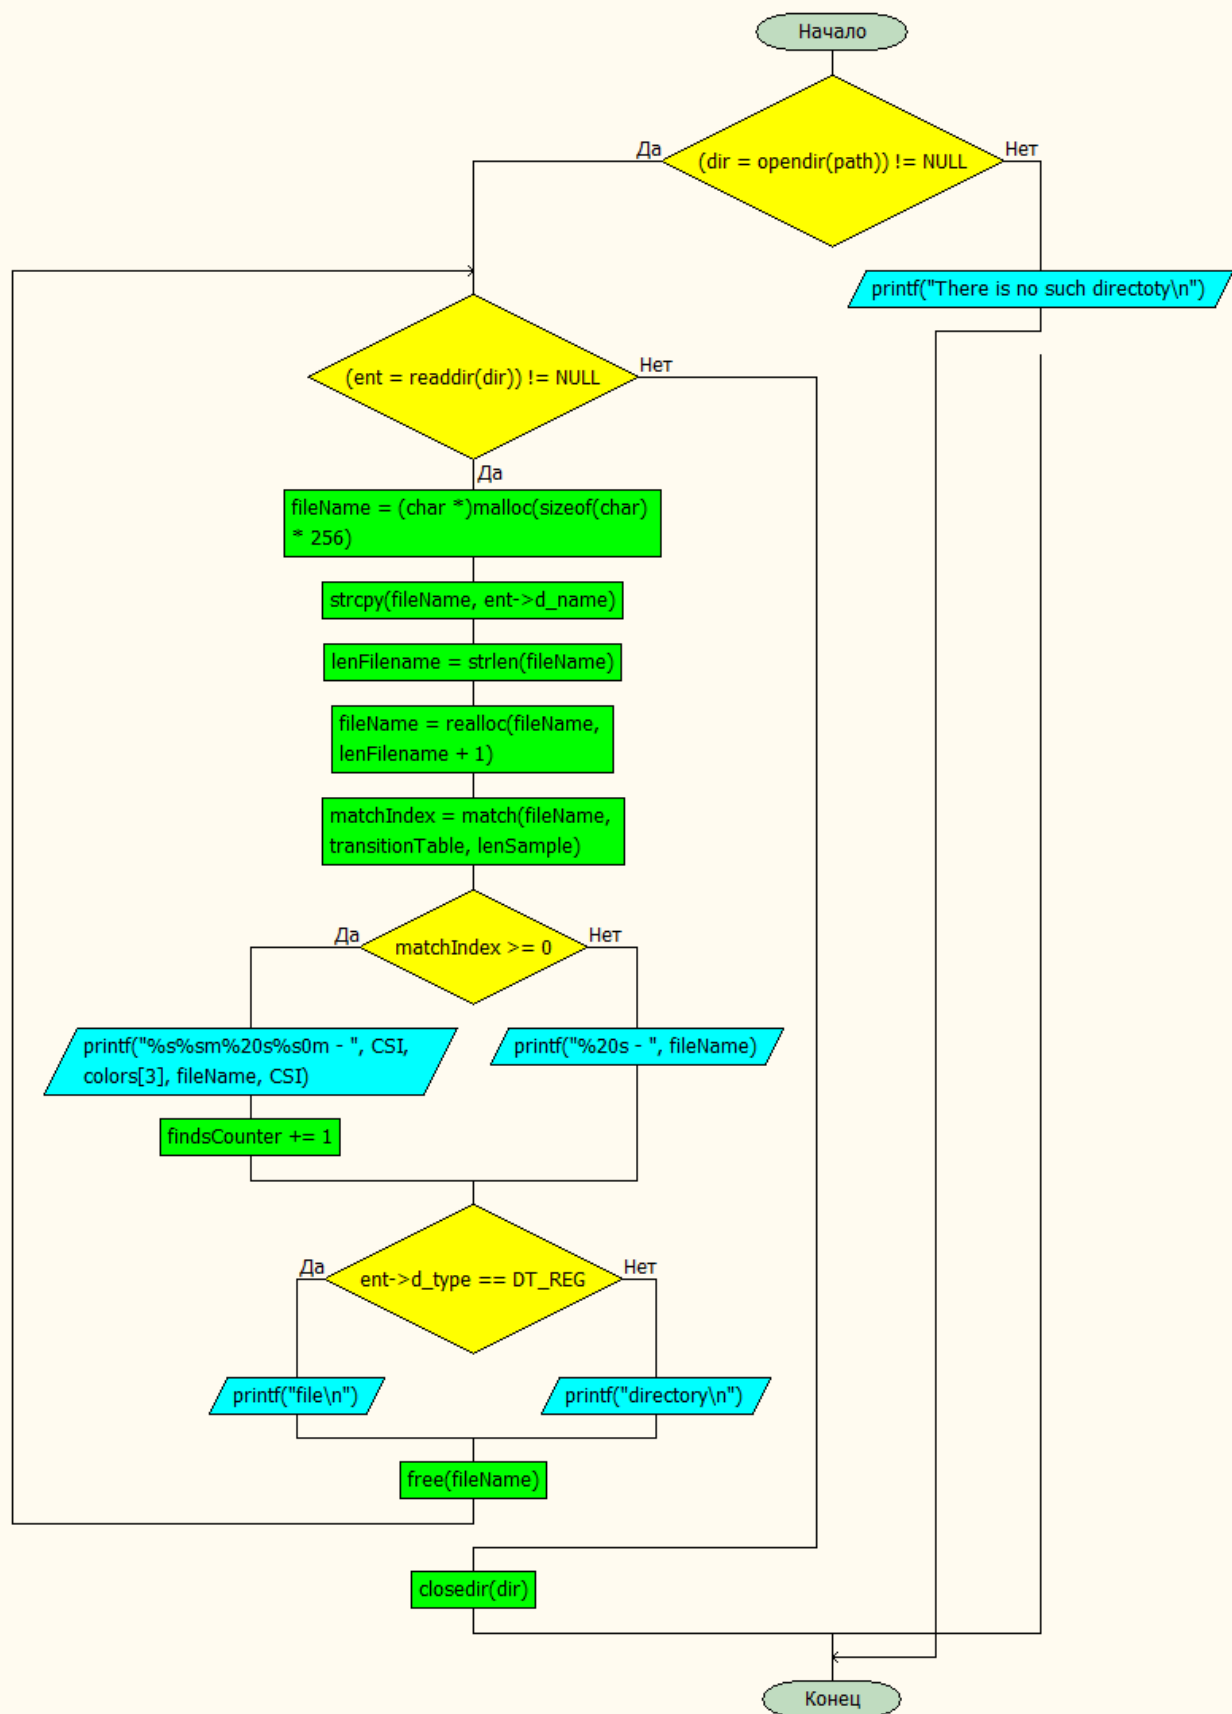 Начало
Да
(dir = opendir(path)) != NULL
Нет
printf("There is no such directoty\n")
(ent = readdir(dir)) != NULL
Нет
Да
fileName = (char *)malloc(sizeof(char)
* 256)
strcpy(fileName, ent->d_name)
lenFilename = strlen(fileName)
fileName = realloc(fileName,
lenFilename + 1)
matchIndex = match(fileName,
transitionTable, lenSample)
Да
matchIndex >= 0
Нет
printf("%s%sm%20s%s0m - ", CSI,
colors[3], fileName, CSI)
printf("%20s - ", fileName)
findsCounter += 1
Да
ent->d_type == DT_REG
Нет
printf("file\n")
printf("directory\n")
free(fileName)
closedir(dir)
Конец